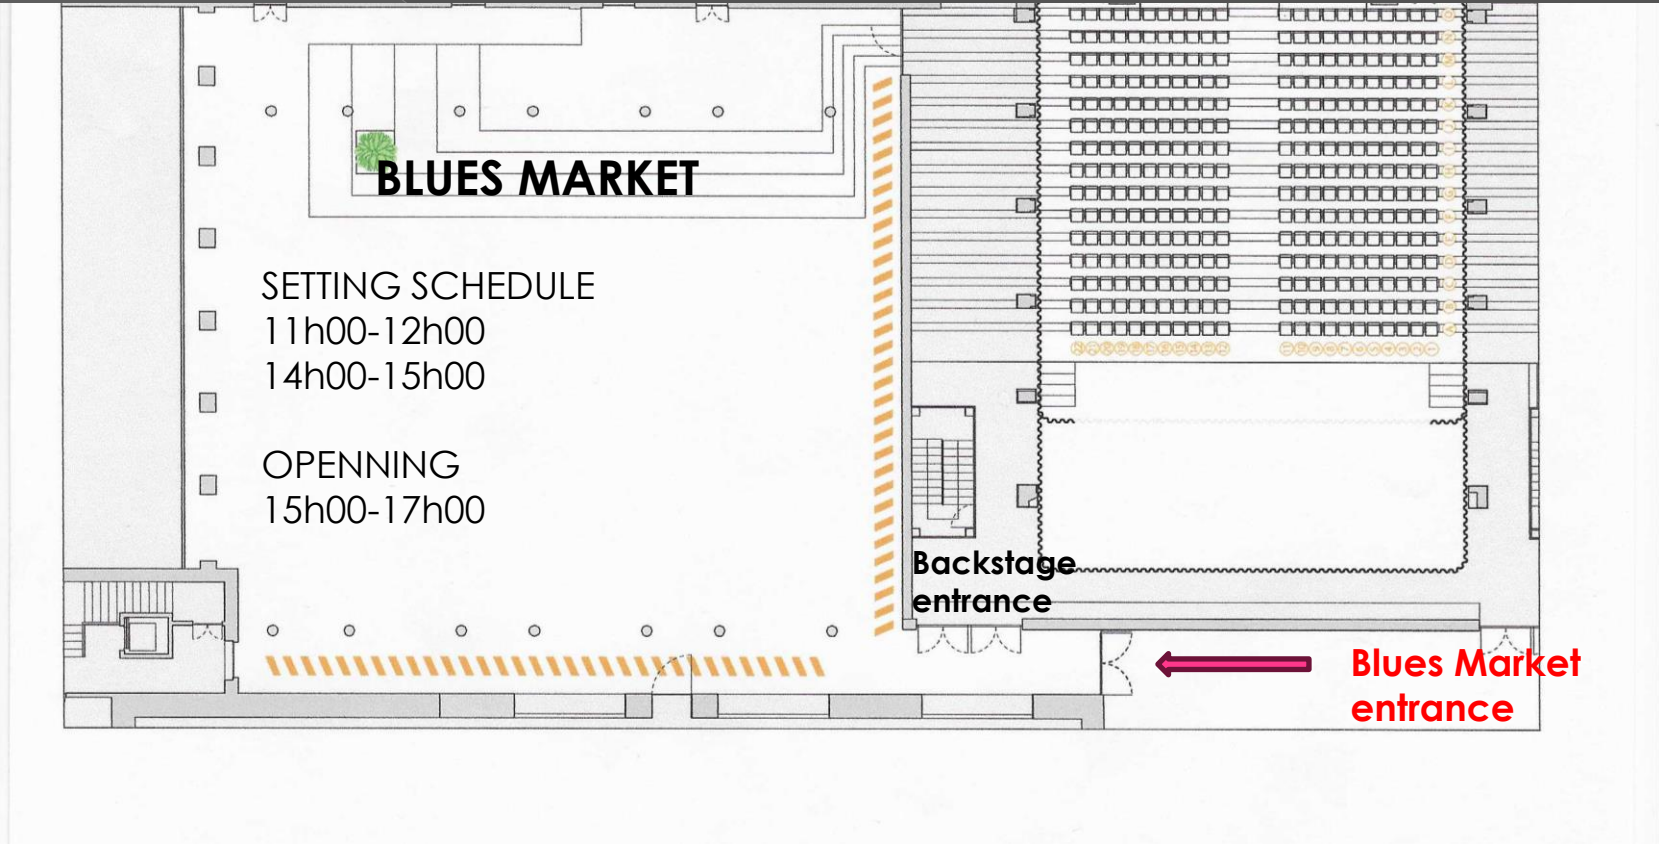 BLUES MARKET
SETTING SCHEDULE
11h00-12h00
14h00-15h00
OPENNING
15h00-17h00
Backstage
entrance
Blues Market
entrance